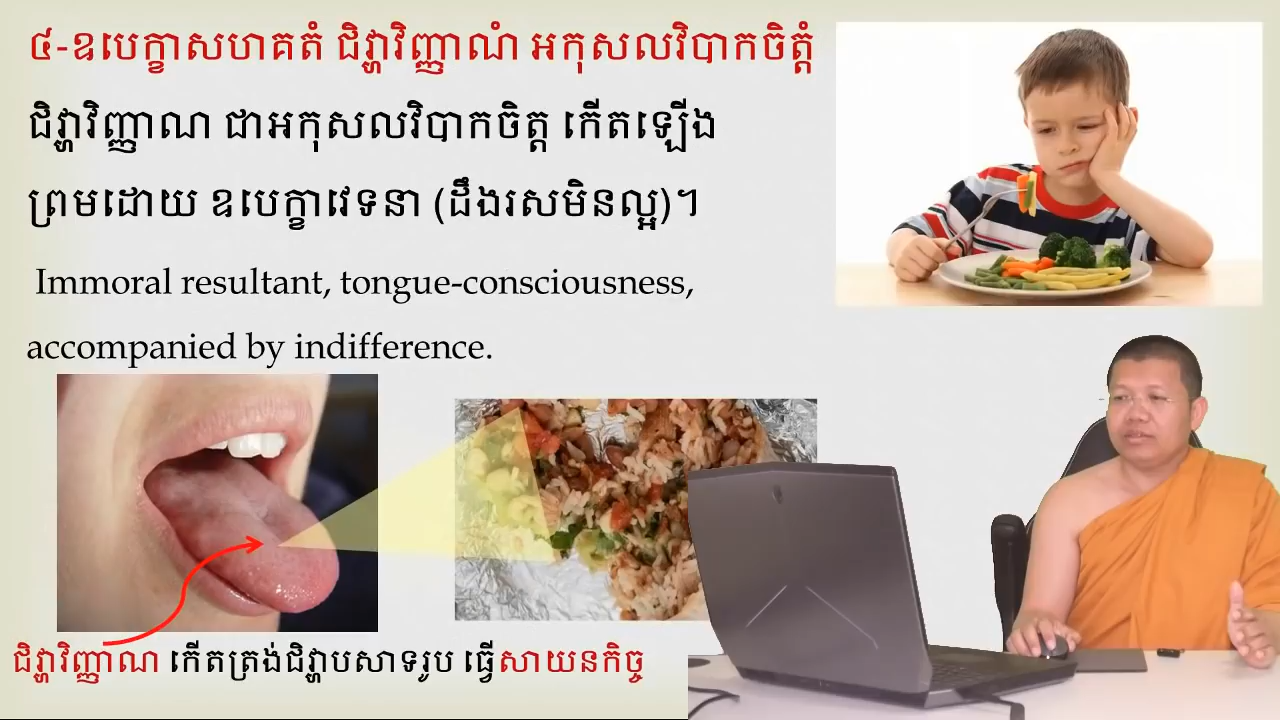 ៤-ឧបេក្ខាសហគតំ ជិវ្ហាវិញ្ញាណំ អកុសលវិបាកចិត្តំ
ជិវ្ហាវិញ្ញាណ ជាអកុសលវិបាកចិត្ត កើតឡើង
ព្រមដោយ ឧបេក្ខាវេទនា (ដឹងរសមិនល្អ)។
Immoral resultant, tongue-consciousness,
accompanied by indifference.
ជិវ្ហាវិញ្ញាណ កើតត្រង់ជិវ្ហាបសាទរូប ធ្វើសាយនកិច្ច